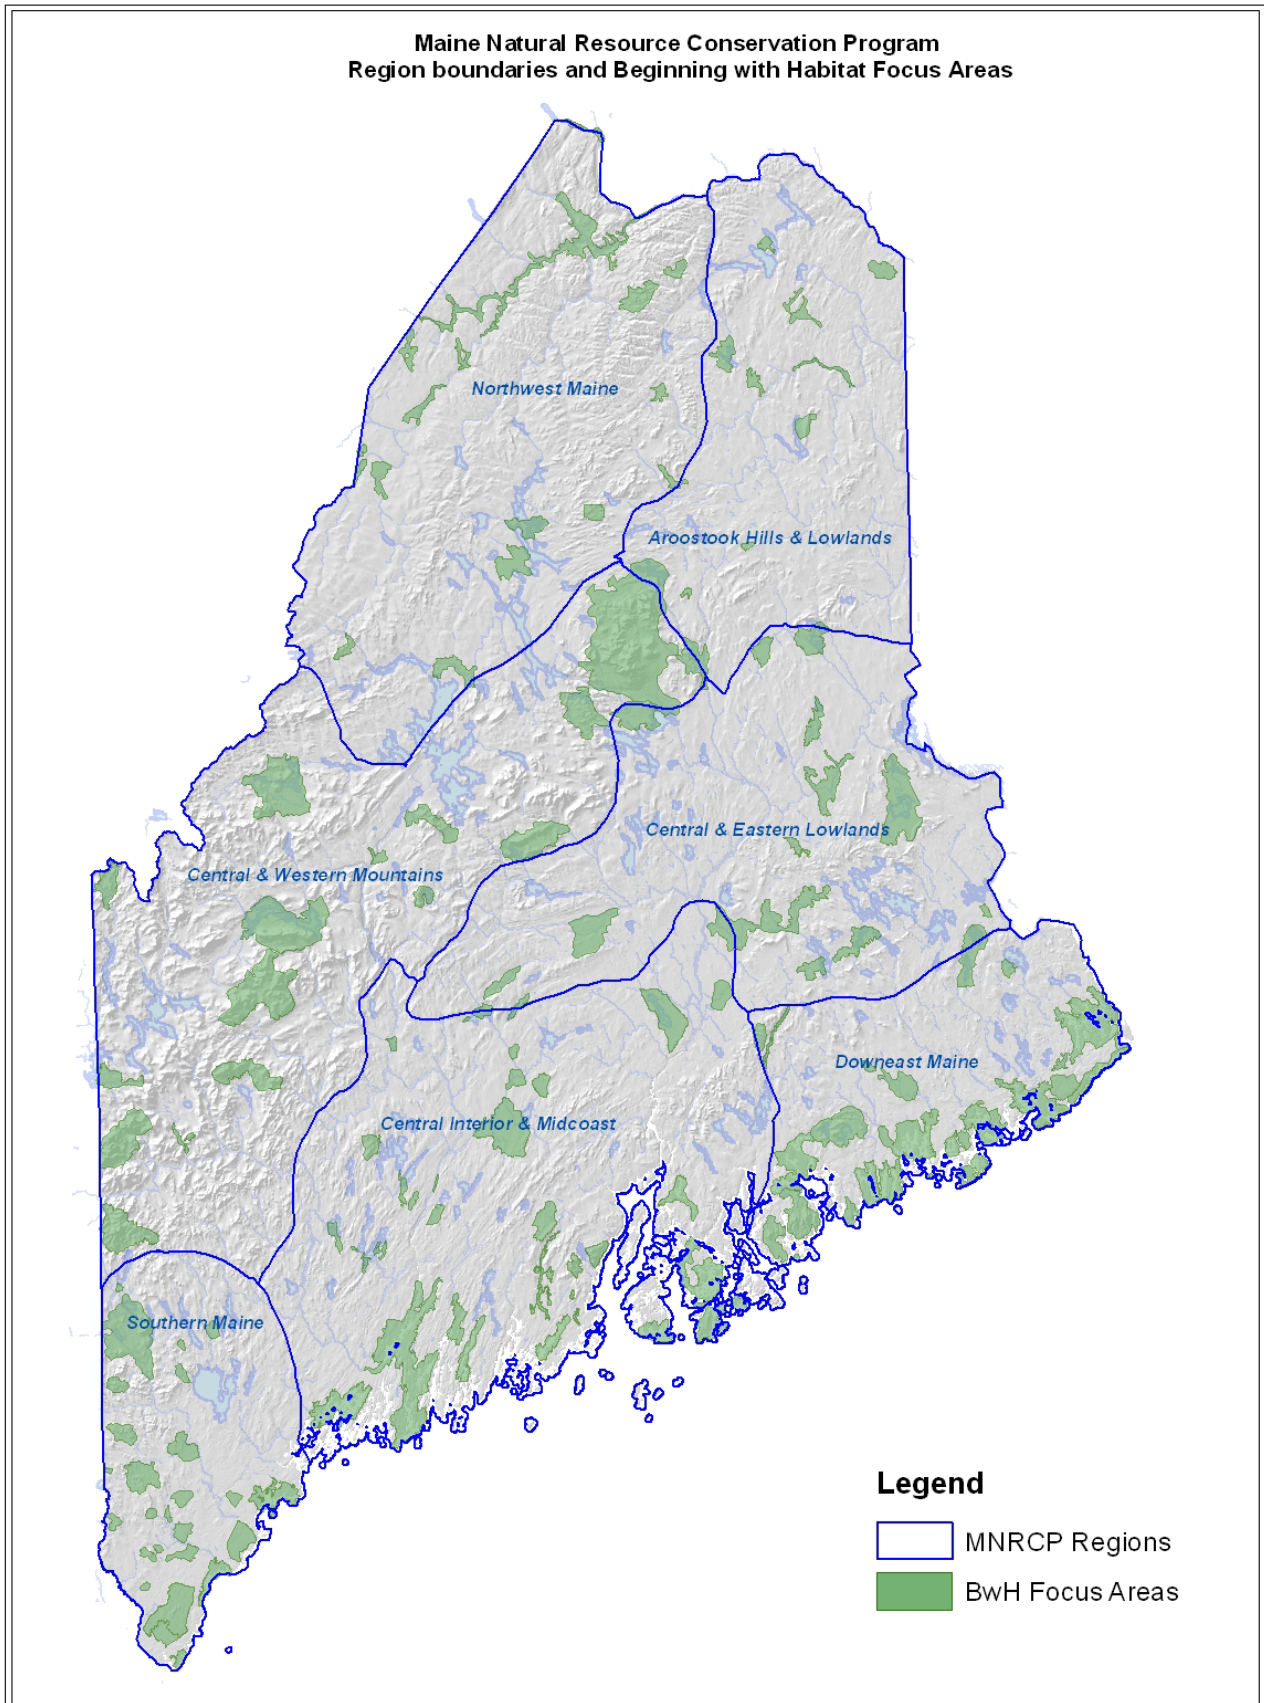 Maine Natural Resource Conservation Program
Region boundaries and Beginning with Habitat Focus Areas
Northwest Maine
Aroostook Hills & Lowlands
Central & Eastern Lowlands
Central & Western Mountains
Downeast Maine
Central Interior & Midcoast
Southern Maine
Legend
MNRCP Regions
BwH Focus Areas